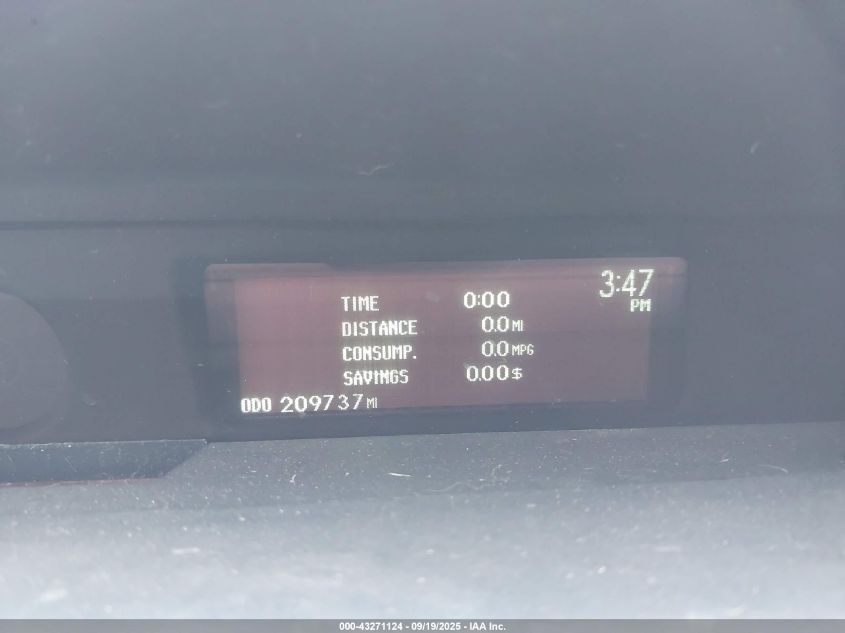 3:47
PM
TIME 0:00
DISTANCE 0.0 MI
CONSUMP. 0.0 MPG
SAVINGS 0.00 $
ODO 209737 MI
000-43271124 - 09/19/2025 - IAA Inc.